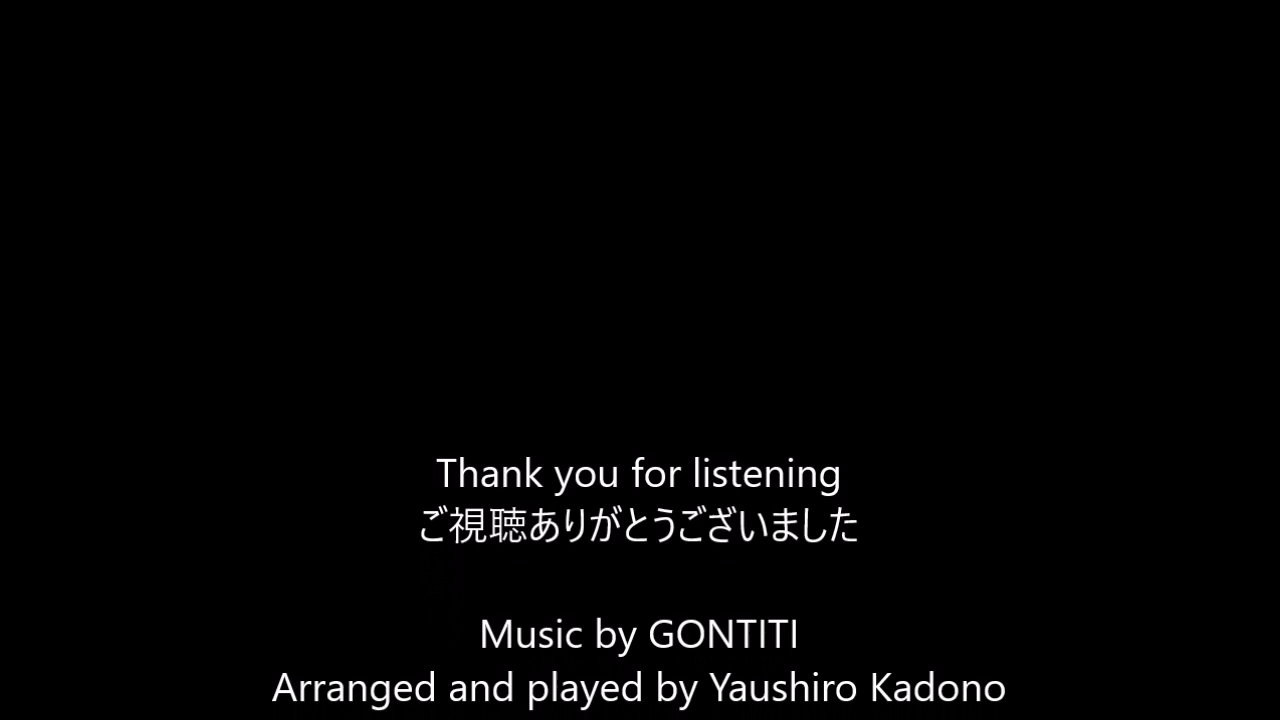 Thank you for listening
ご視聴ありがとうございました
Music by GONTITI
Arranged and played by Yaushiro Kadono